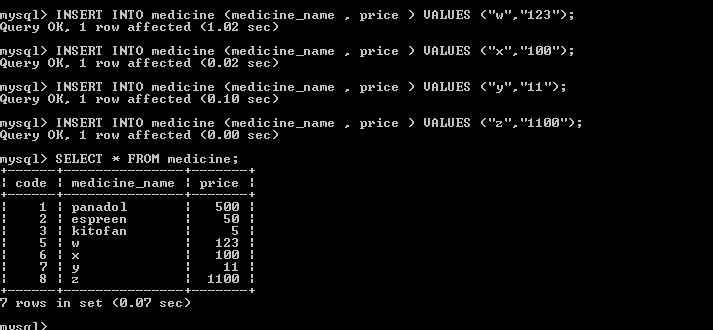 mysql> INSERT INTO medicine (medicine_name , price ) VALUES ("w","123");
Query OK, 1 row affected (1.02 sec)
mysql> INSERT INTO medicine (medicine_name , price ) VALUES ("x","100");
Query OK, 1 row affected (0.02 sec)
mysql> INSERT INTO medicine (medicine_name , price ) VALUES ("y","11");
Query OK, 1 row affected (0.10 sec)
mysql> INSERT INTO medicine (medicine_name , price ) VALUES ("z","1100");
Query OK, 1 row affected (0.00 sec)
mysql> SELECT * FROM medicine;
+------+---------------+-------+
| code | medicine_name | price |
+------+---------------+-------+
| 1 | panadol | 500 |
| 2 | espreen | 50 |
| 3 | kitofan | 5 |
| 5 | w | 123 |
| 6 | x | 100 |
| 7 | y | 11 |
| 8 | z | 1100 |
+------+---------------+-------+
7 rows in set (0.07 sec)
mysql>